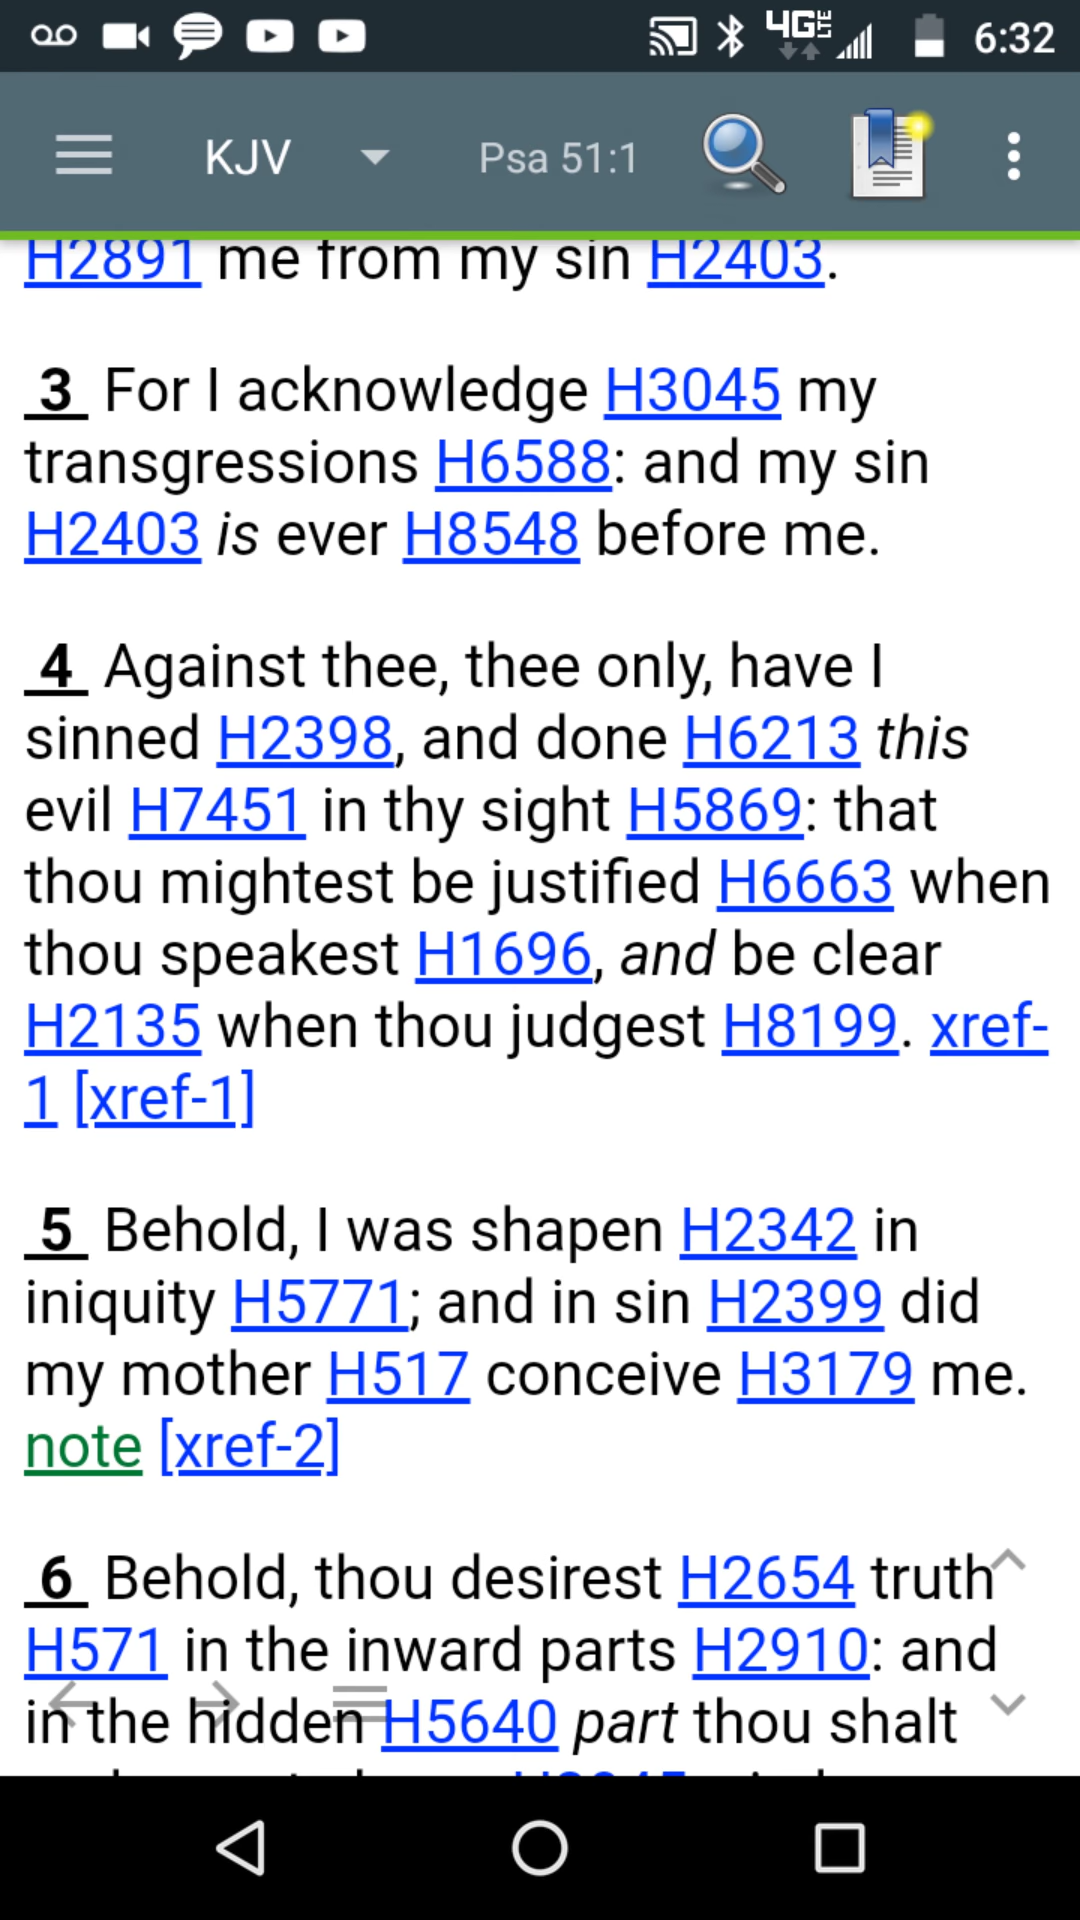 4G LTE 6:32
KJV Psa 51:1
H2891 me from my sin H2403.
3 For I acknowledge H3045 my
transgressions H6588: and my sin
H2403 is ever H8548 before me.
4 Against thee, thee only, have I
sinned H2398, and done H6213 this
evil H7451 in thy sight H5869: that
thou mightest be justified H6663 when
thou speakest H1696, and be clear
H2135 when thou judgest H8199. xref-
1 [xref-1]
5 Behold, I was shapen H2342 in
iniquity H5771; and in sin H2399 did
my mother H517 conceive H3179 me.
note [xref-2]
6 Behold, thou desirest H2654 truth
H571 in the inward parts H2910: and
in the hidden H5640 part thou shalt